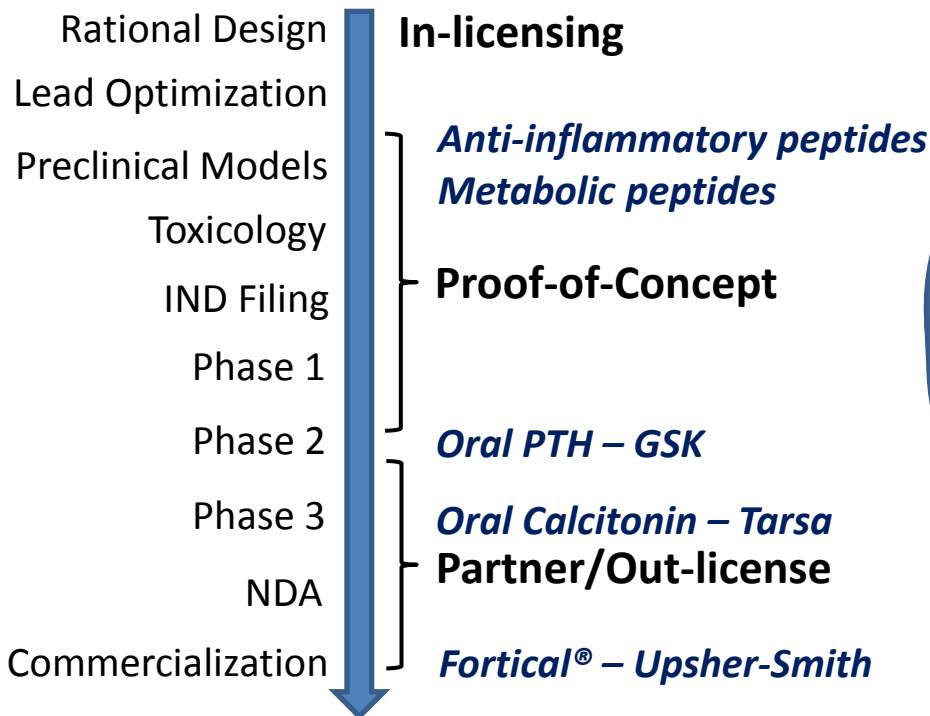 Rational Design
In-licensing
Lead Optimization
Anti-inflammatory peptides
Preclinical Models
Metabolic peptides
Toxicology
Proof-of-Concept
IND Filing
Phase 1
Phase 2
Oral PTH – GSK
Phase 3
Oral Calcitonin – Tarsa
Partner/Out-license
NDA
Commercialization
Fortical® – Upsher-Smith